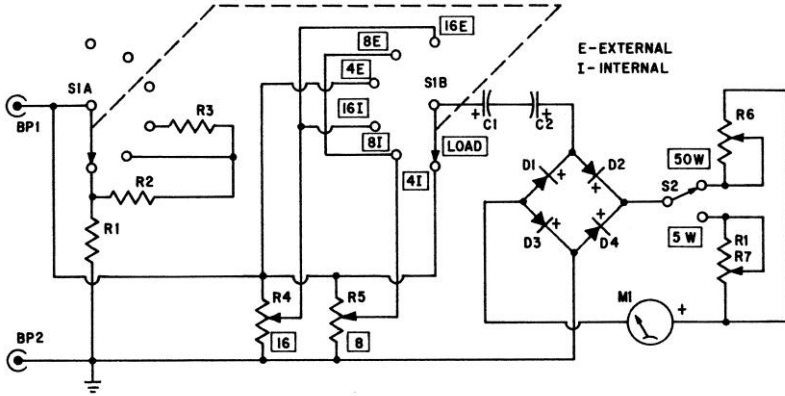 16E
8E
E-EXTERNAL
I-INTERNAL
4E
S1A
S1B
R3
16I
R6
BP1
+
C1
+
C2
8I
LOAD
D1
D2
50W
+
+
S2
R2
4I
R1
+
+
D3
D4
5W
R1
R7
R4
R5
M1
+
BP2
16
8